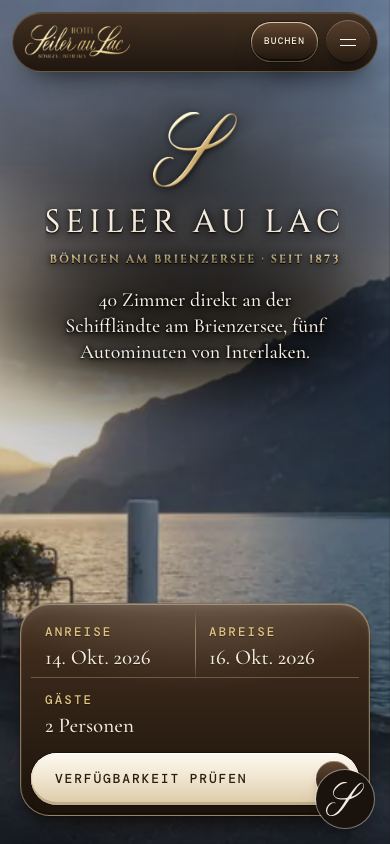 HOTEL
Seiler au Lac
BUCHEN
S
SEILER AU LAC
BÖNIGEN AM BRIENZERSEE · SEIT 1873
40 Zimmer direkt an der
Schiffländte am Brienzersee, fünf
Autominuten von Interlaken.
ANREISE
14. Okt. 2026
ABREISE
16. Okt. 2026
GÄSTE
2 Personen
VERFÜGBARKEIT PRÜFEN
S